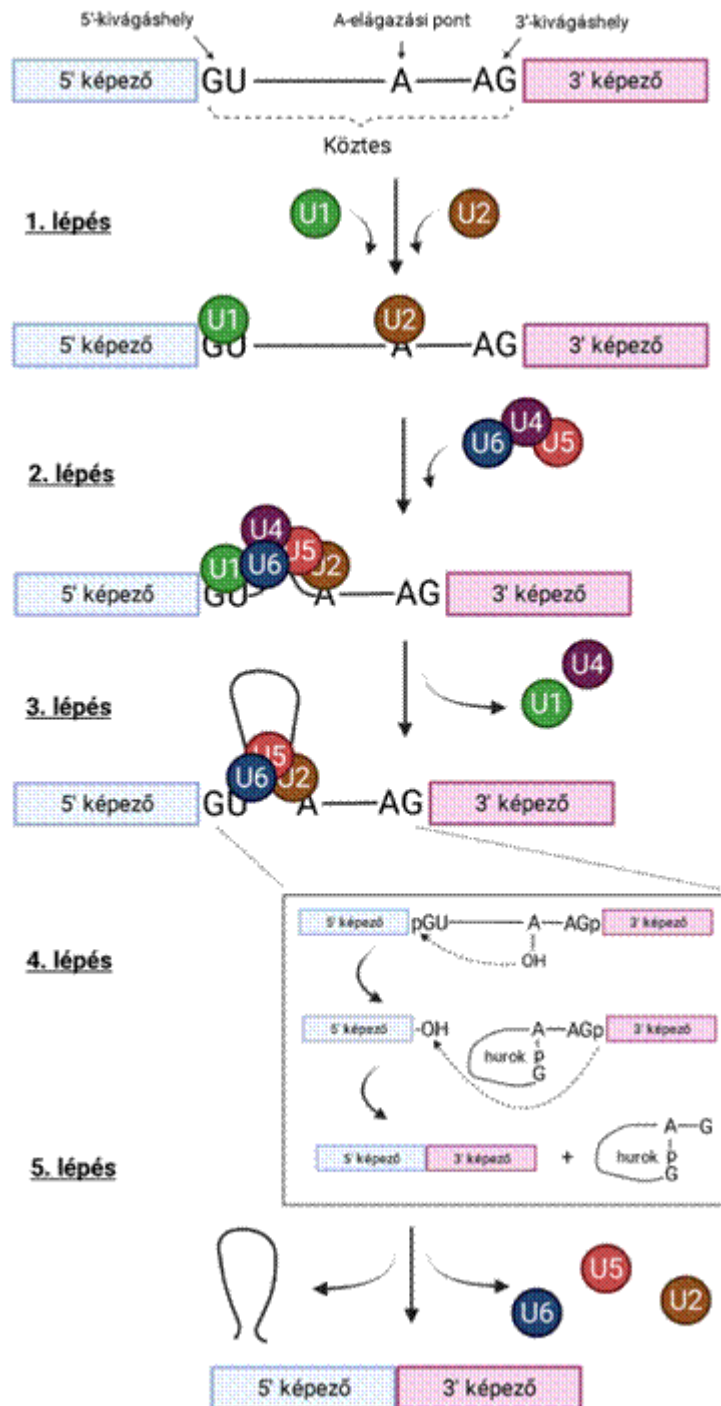 5'-kivágáshely A-elágazási pont 3'-kivágáshely
5' képező GU A AG 3' képező
Köztes
1. lépés U1 U2
U1 U2
5' képező GU A AG 3' képező
U4
U6 U5
2. lépés
U4
U1 U6 U5 U2
5' képező GU A AG 3' képező
U4
U1
3. lépés
U5
U6 U2
5' képező GU A AG 3' képező
5' képező pGU A AGp 3' képező
OH
4. lépés
5' képező -OH A AGp 3' képező
hurok p
G
A G
5' képező 3' képező + hurok p
G
5. lépés
U5
U6 U2
5' képező 3' képező